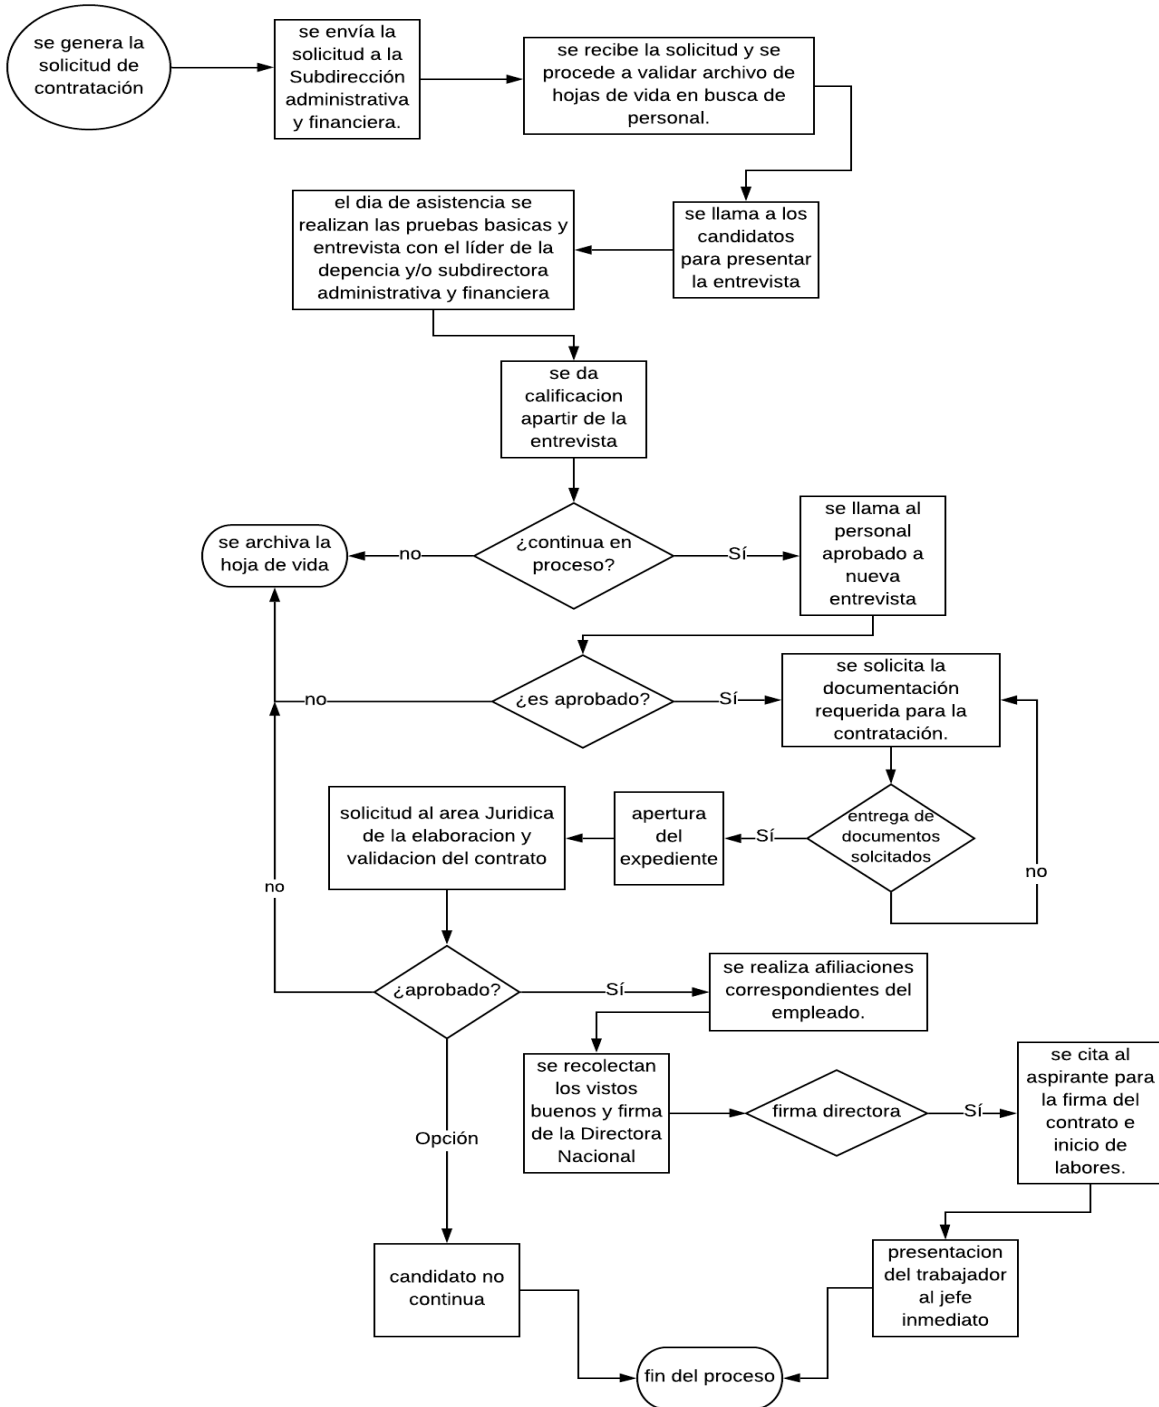 se genera la
solicitud de
contratación
se envía la
solicitud a la
Subdirección
administrativa
y financiera.
se recibe la solicitud y se
procede a validar archivo de
hojas de vida en busca de
personal.
se llama a los
candidatos
para presentar
la entrevista
el dia de asistencia se
realizan las pruebas basicas y
entrevista con el líder de la
depencia y/o subdirectora
administrativa y financiera
se da
calificacion
apartir de la
entrevista
¿continua en
proceso?
no
se archiva la
hoja de vida
Sí
se llama al
personal
aprobado a
nueva
entrevista
¿es aprobado?
no
Sí
se solicita la
documentación
requerida para la
contratación.
entrega de
documentos
solcitados
no
Sí
apertura
del
expediente
solicitud al area Juridica
de la elaboracion y
validacion del contrato
¿aprobado?
no
Sí
se realiza afiliaciones
correspondientes del
empleado.
se recolectan
los vistos
buenos y firma
de la Directora
Nacional
firma directora
Sí
se cita al
aspirante para
la firma del
contrato e
inicio de
labores.
presentacion
del trabajador
al jefe
inmediato
Opción
candidato no
continua
fin del proceso